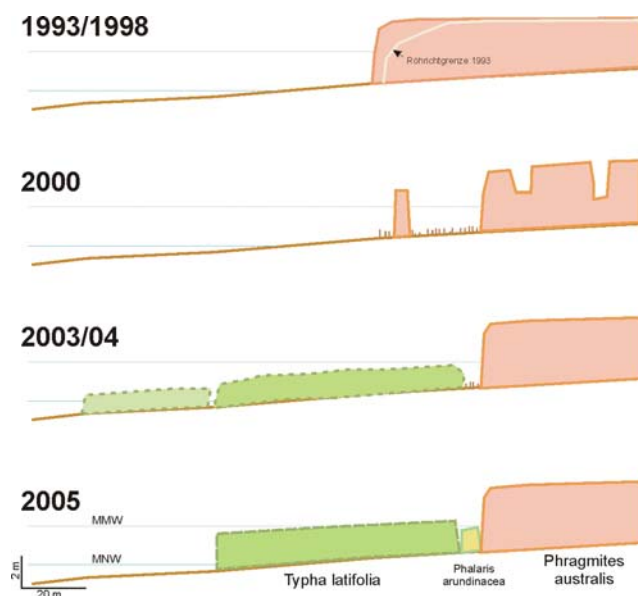 1993/1998
Röhrichtgrenze 1993
2000
2003/04
2005
MMW
MNW
2 m
20 m
Typha latifolia
Phalaris
arundinacea
Phragmites
australis